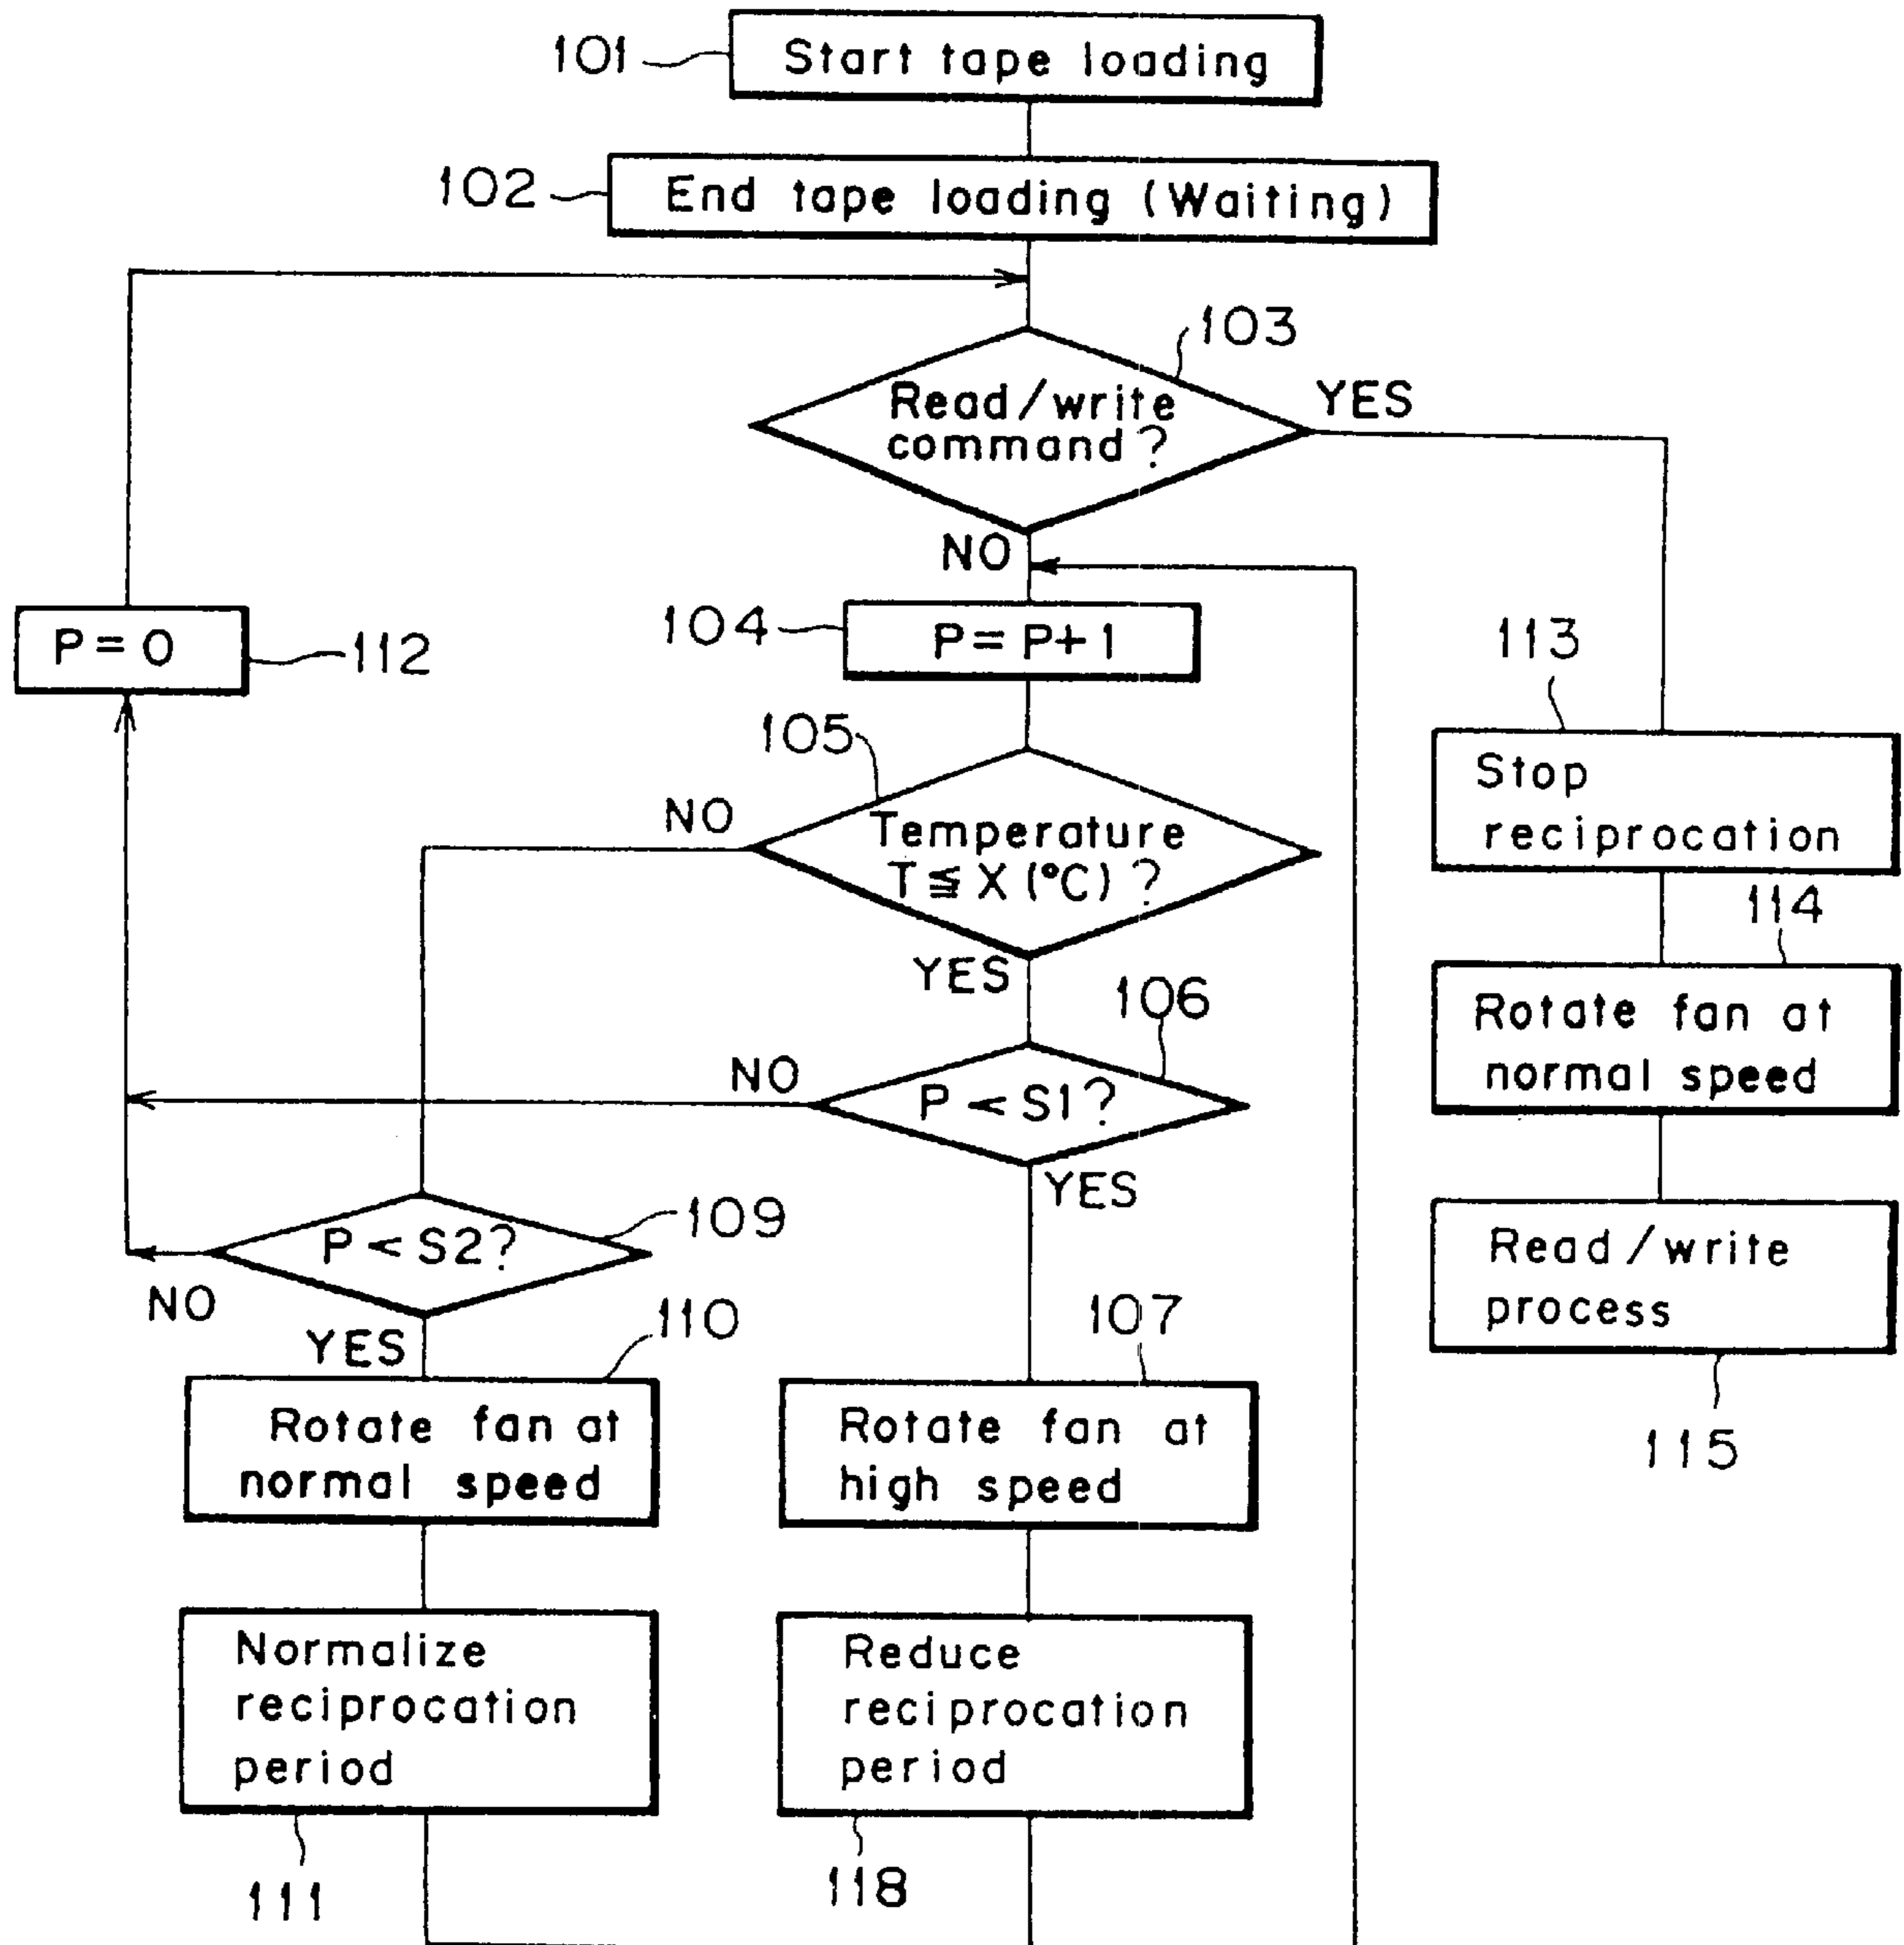 101
Start tape loading
102
End tape loading (Waiting)
103
Read/write
command?
YES
NO
P=0
112
104
P=P+1
113
105
NO
Temperature
T≦X(°C)?
YES
Stop
reciprocation
114
106
NO
P<S1?
YES
Rotate fan at
normal speed
109
P<S2?
NO
YES
110
107
Read/write
process
115
Rotate fan at
normal speed
Rotate fan at
high speed
Normalize
reciprocation
period
Reduce
reciprocation
period
111
118